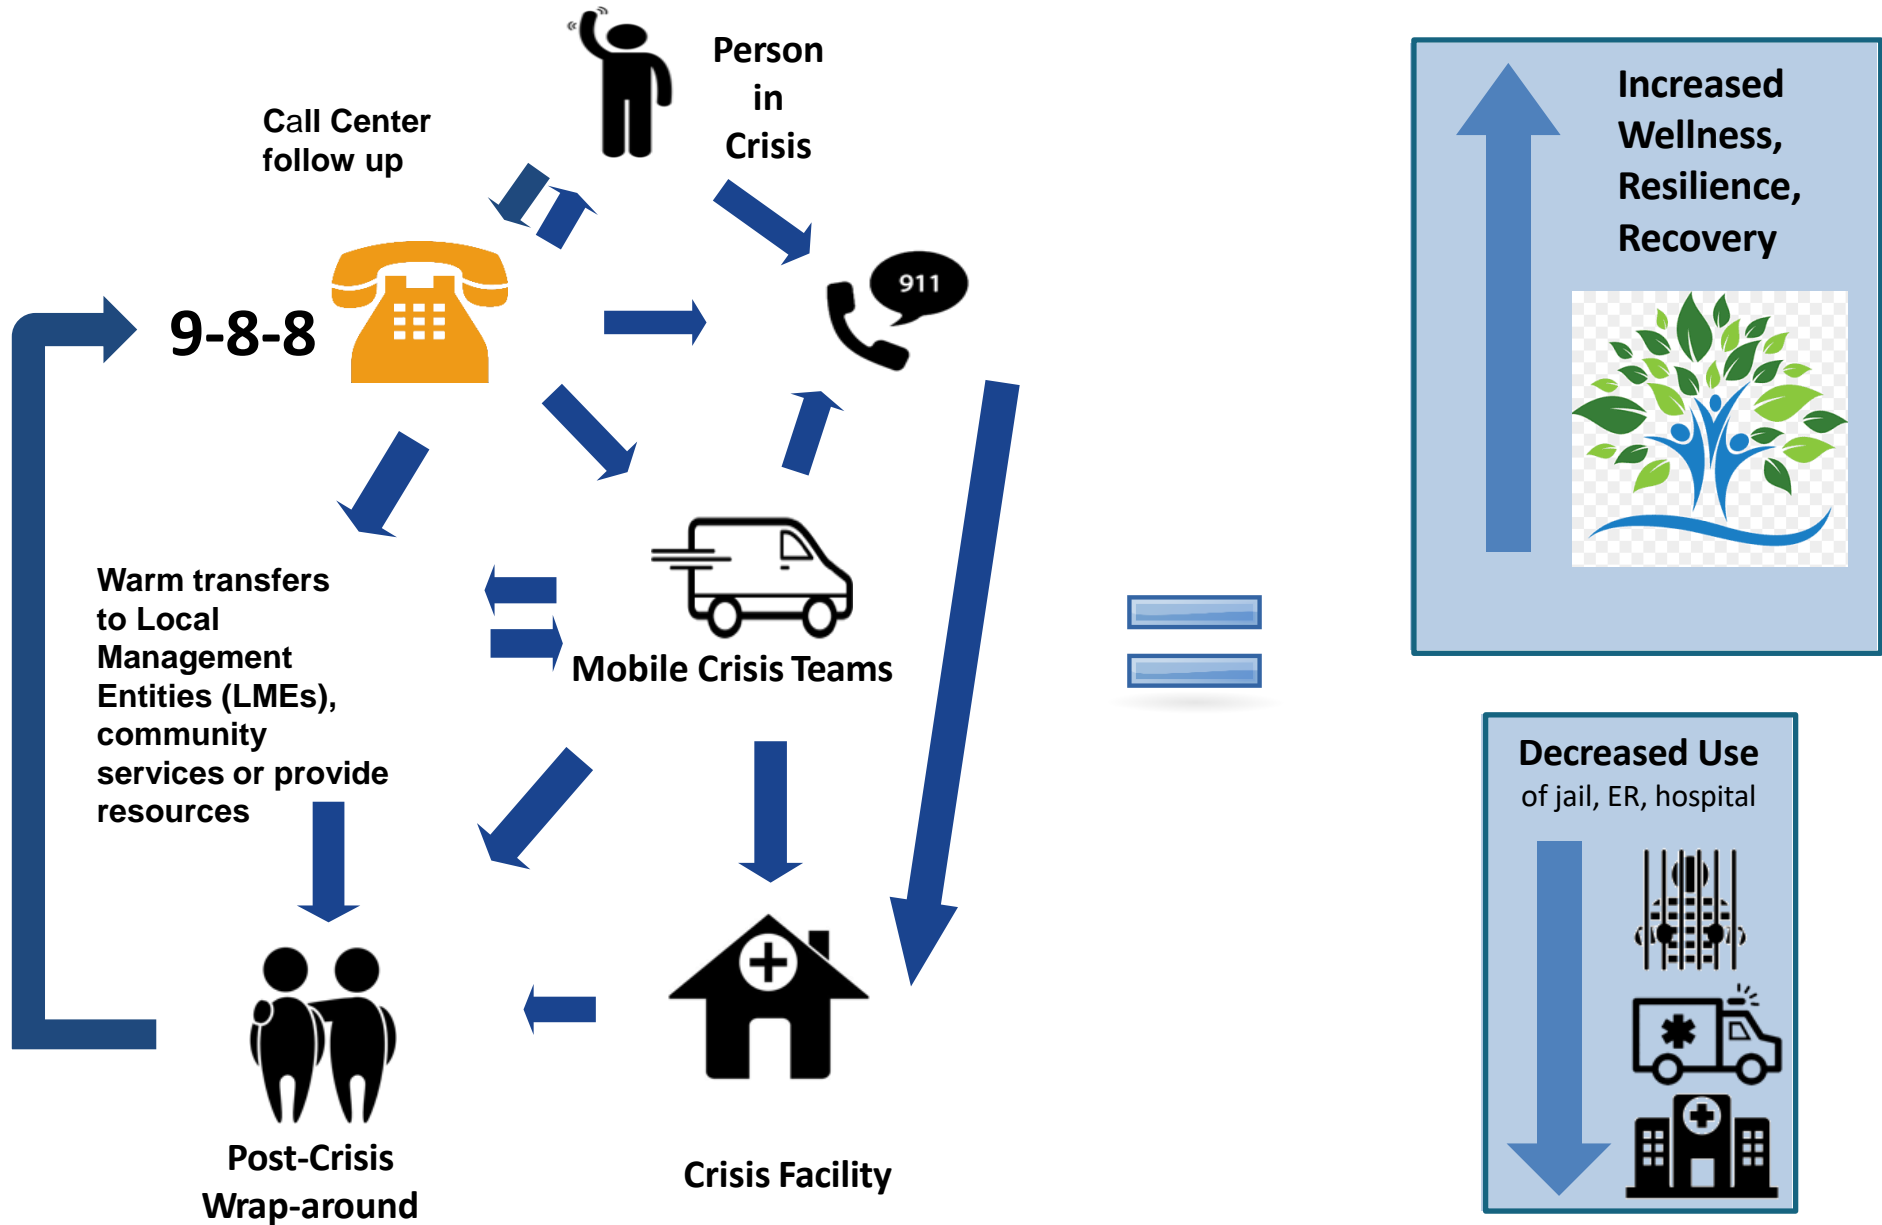 Person
in
Crisis
Call Center
follow up
9-8-8
911
Warm transfers
to Local
Management
Entities (LMEs),
community
services or provide
resources
Mobile Crisis Teams
Post-Crisis
Wrap-around
Crisis Facility
Increased
Wellness,
Resilience,
Recovery
Decreased Use
of jail, ER, hospital